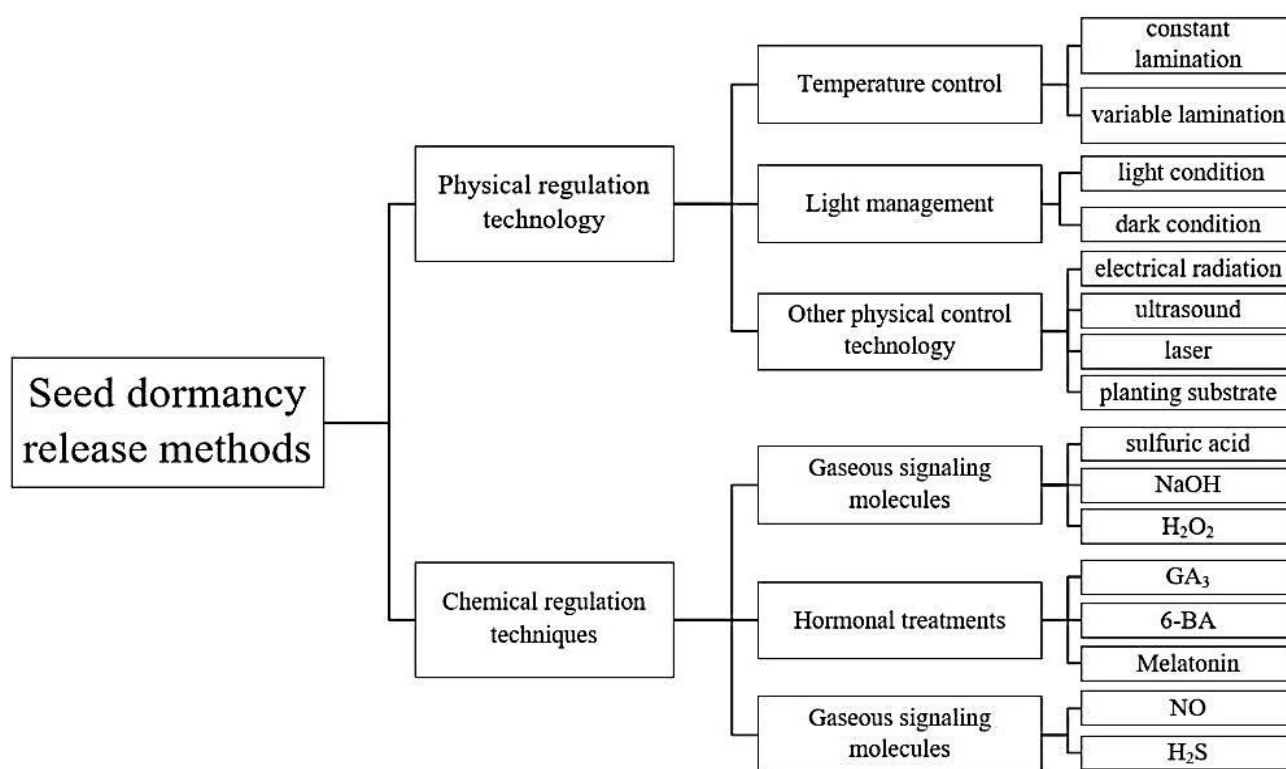 Seed dormancy
release methods
Physical regulation
technology
Temperature control
constant
lamination
variable lamination
Light management
light condition
dark condition
Other physical control
technology
electrical radiation
ultrasound
laser
planting substrate
Chemical regulation
techniques
Gaseous signaling
molecules
sulfuric acid
NaOH
H₂O₂
Hormonal treatments
GA₃
6-BA
Melatonin
Gaseous signaling
molecules
NO
H₂S